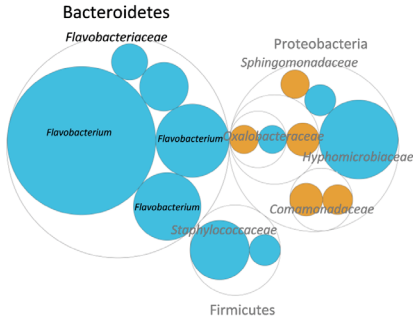 Bacteroidetes
Flavobacteriaceae
Proteobacteria
Sphingomonadaceae
Flavobacterium
Flavobacterium
Oxalobacteraceae
Hyphomicrobiaceae
Flavobacterium
Comamonadaceae
Staphylococcaceae
Firmicutes